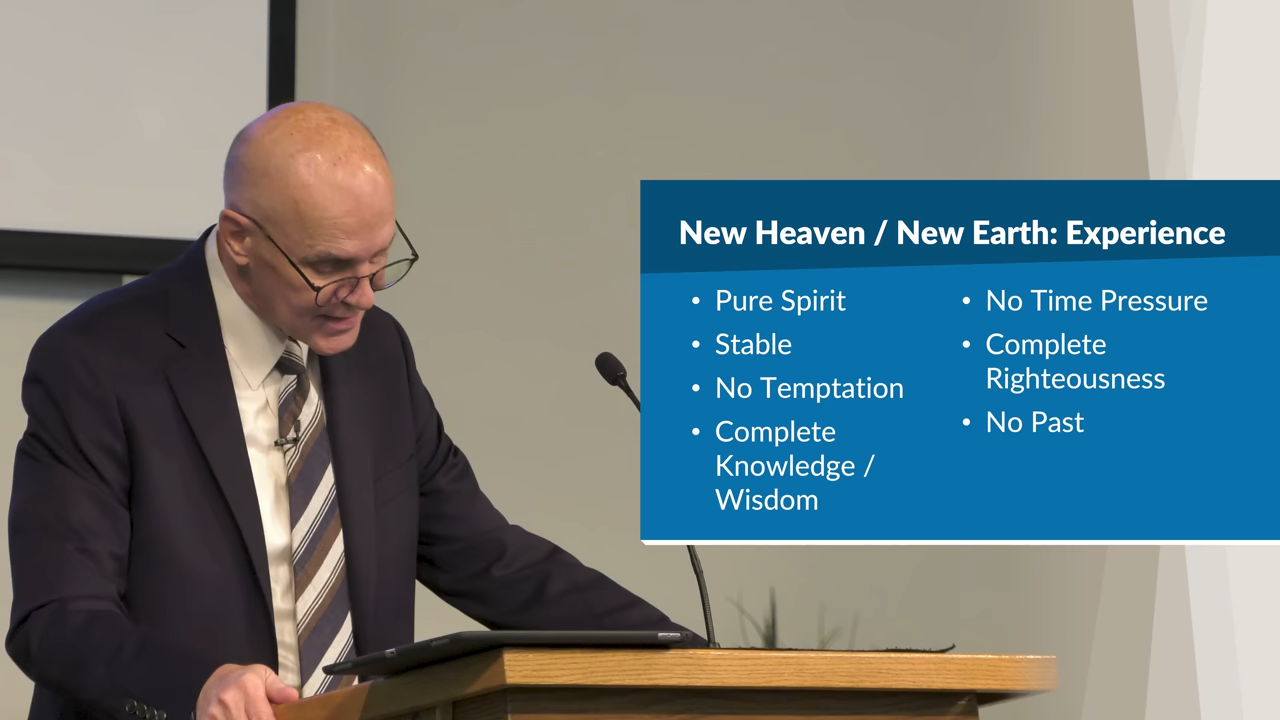 New Heaven / New Earth: Experience
• Pure Spirit
• Stable
• No Temptation
• Complete
Knowledge /
Wisdom
• No Time Pressure
• Complete
Righteousness
• No Past